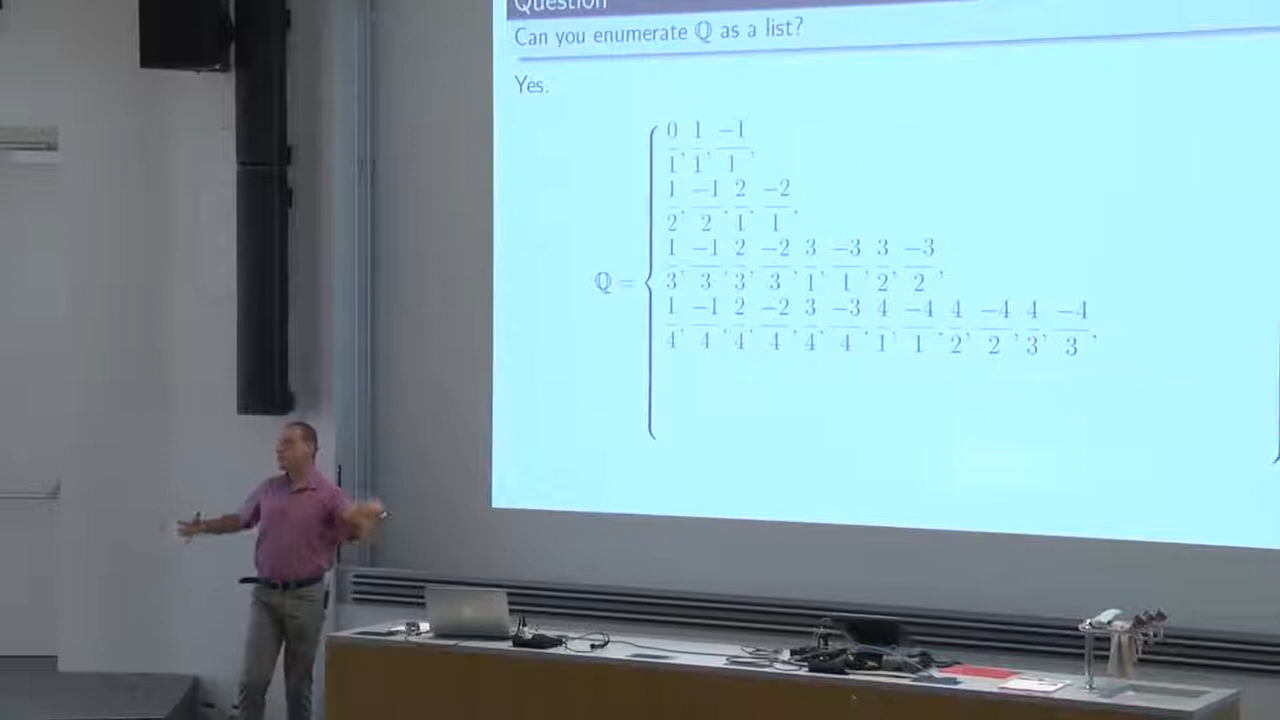 Question
Can you enumerate ℚ as a list?
Yes.
ℚ = {
0/1, 1/1, −1/1,
1/2, −1/2, 2/1, −2/1,
1/3, −1/3, 2/3, −2/3, 3/1, −3/1, 3/2, −3/2,
1/4, −1/4, 2/4, −2/4, 3/4, −3/4, 4/1, −4/1, 4/2, −4/2, 4/3, −4/3,